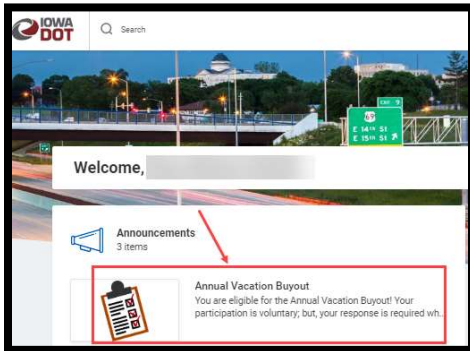 IOWA
DOT
Search
EXIT 9
69
E 14TH ST
E 15TH ST
Welcome,
Announcements
3 items
Annual Vacation Buyout
You are eligible for the Annual Vacation Buyout! Your
participation is voluntary; but, your response is required wh..